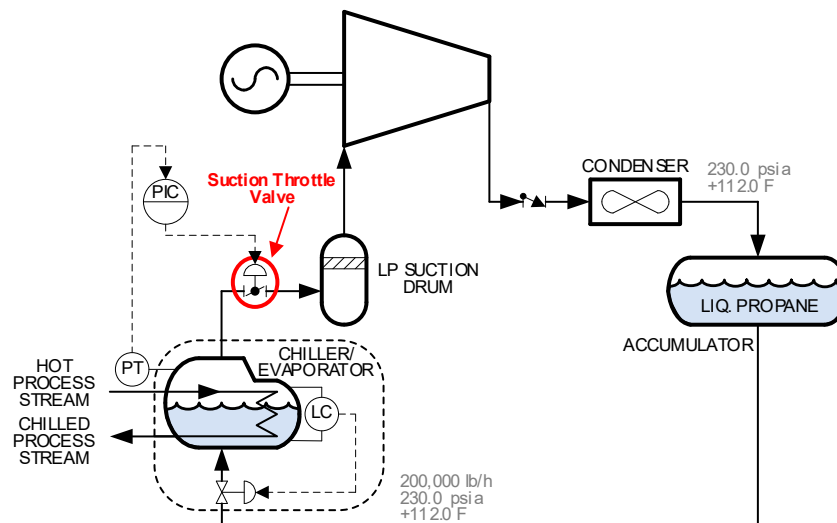 PIC
Suction Throttle
Valve
CONDENSER
230.0 psia
+112.0 F
LP SUCTION
DRUM
LIQ. PROPANE
ACCUMULATOR
PT
CHILLER/
EVAPORATOR
HOT
PROCESS
STREAM
LC
CHILLED
PROCESS
STREAM
200,000 lb/h
230.0 psia
+112.0 F